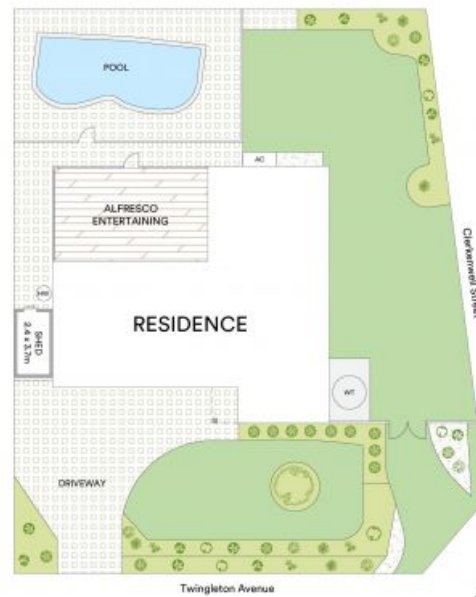 POOL
AC
ALFRESCO
ENTERTAINING
Clerkenwell Street
RESIDENCE
SHED
2.4 x 3.7m
WT
DRIVEWAY
Twingleton Avenue